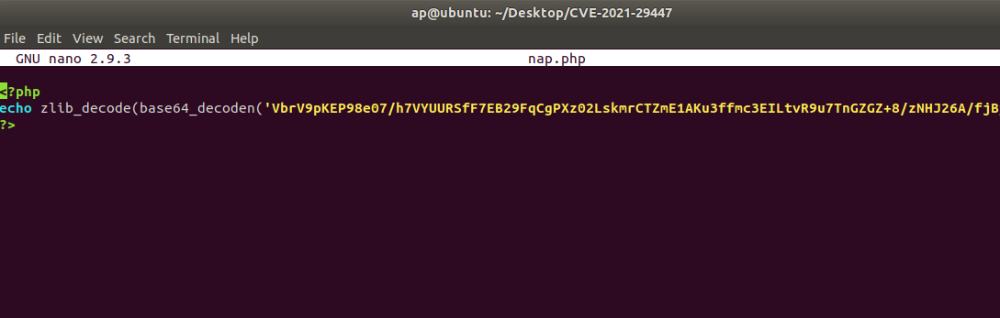 ap@ubuntu: ~/Desktop/CVE-2021-29447
File Edit View Search Terminal Help
GNU nano 2.9.3 nap.php
<?php
echo zlib_decode(base64_decoden('VbrV9pKEP98e07/h7VYUURSfF7EB29FqCgPXz02LskmrCTZmE1AKu3ffmc3EILtvR9u7TnGZGZ+8/zNHJ26A/fjB
?>